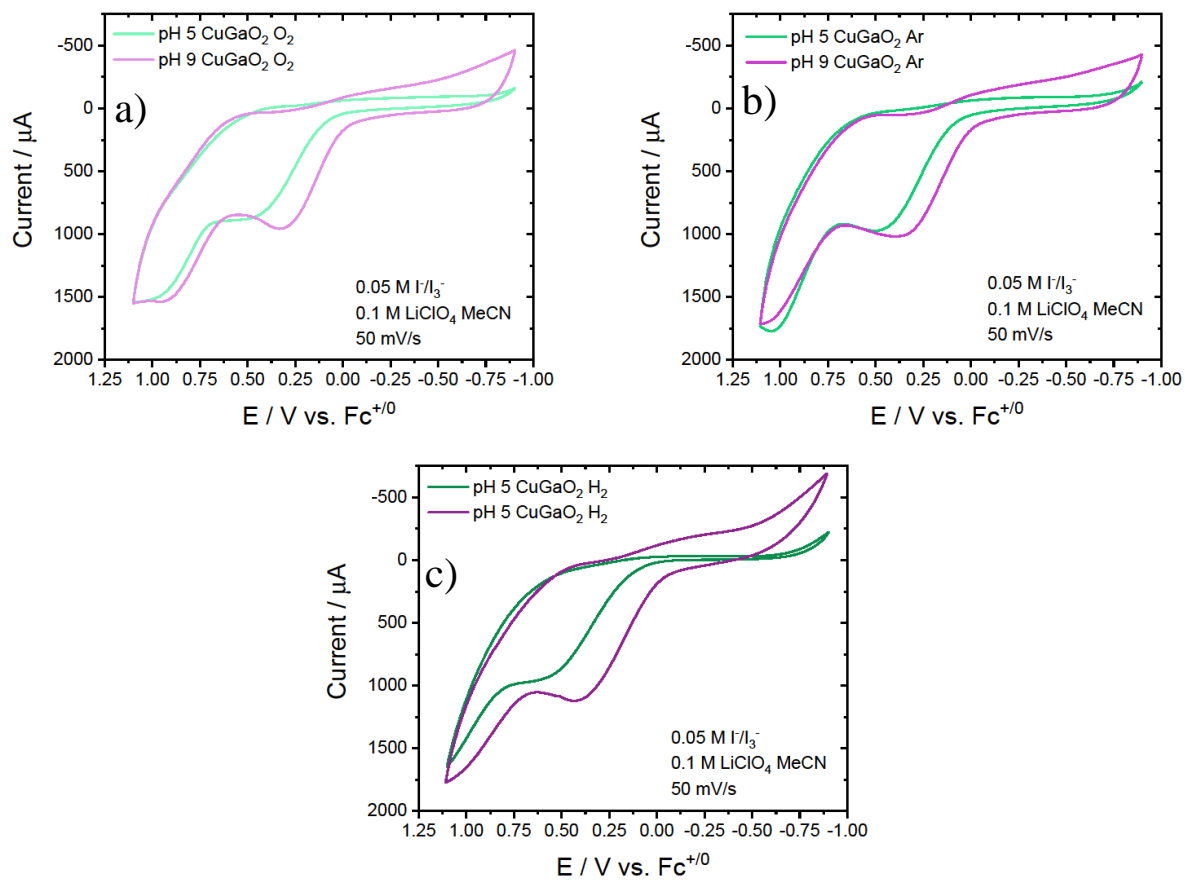 a)
pH 5 CuGaO₂ O₂
pH 9 CuGaO₂ O₂
-500
0
500
1000
1500
2000
Current / µA
0.05 M I⁻/I₃⁻
0.1 M LiClO₄ MeCN
50 mV/s
1.25 1.00 0.75 0.50 0.25 0.00 -0.25 -0.50 -0.75 -1.00
E / V vs. Fc⁺ᐟ⁰
b)
pH 5 CuGaO₂ Ar
pH 9 CuGaO₂ Ar
-500
0
500
1000
1500
2000
Current / µA
0.05 M I⁻/I₃⁻
0.1 M LiClO₄ MeCN
50 mV/s
1.25 1.00 0.75 0.50 0.25 0.00 -0.25 -0.50 -0.75 -1.00
E / V vs. Fc⁺ᐟ⁰
c)
pH 5 CuGaO₂ H₂
pH 5 CuGaO₂ H₂
-500
0
500
1000
1500
2000
Current / µA
0.05 M I⁻/I₃⁻
0.1 M LiClO₄ MeCN
50 mV/s
1.25 1.00 0.75 0.50 0.25 0.00 -0.25 -0.50 -0.75 -1.00
E / V vs. Fc⁺ᐟ⁰